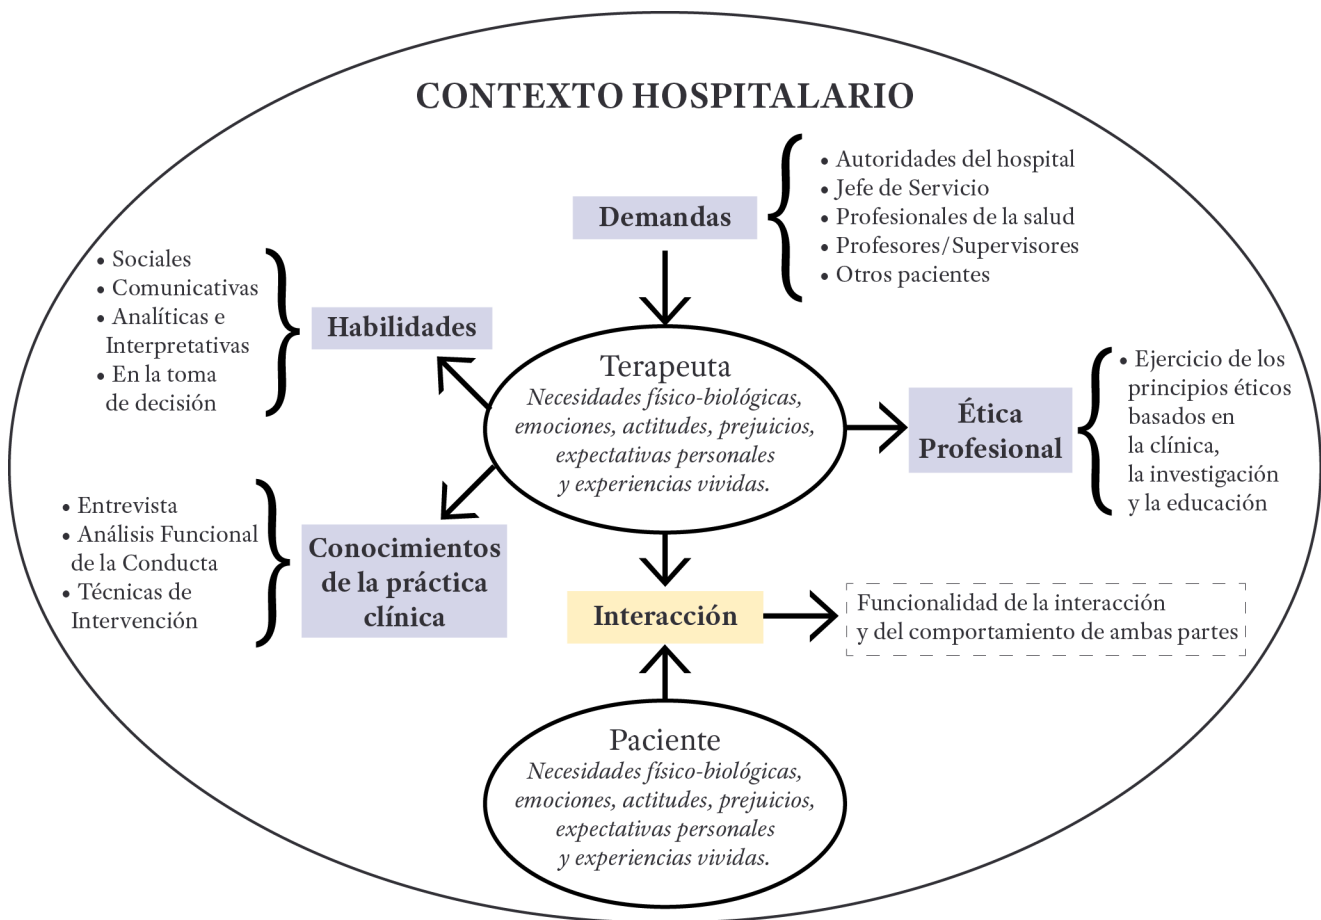 CONTEXTO HOSPITALARIO
Demandas
• Autoridades del hospital
• Jefe de Servicio
• Profesionales de la salud
• Profesores/Supervisores
• Otros pacientes
• Sociales
• Comunicativas
• Analíticas e
Interpretativas
• En la toma
de decisión
Habilidades
Terapeuta
Necesidades físico-biológicas,
emociones, actitudes, prejuicios,
expectativas personales
y experiencias vividas.
Ética
Profesional
• Ejercicio de los
principios éticos
basados en
la clínica,
la investigación
y la educación
• Entrevista
• Análisis Funcional
de la Conducta
• Técnicas de
Intervención
Conocimientos
de la práctica
clínica
Interacción
Funcionalidad de la interacción
y del comportamiento de ambas partes
Paciente
Necesidades físico-biológicas,
emociones, actitudes, prejuicios,
expectativas personales
y experiencias vividas.